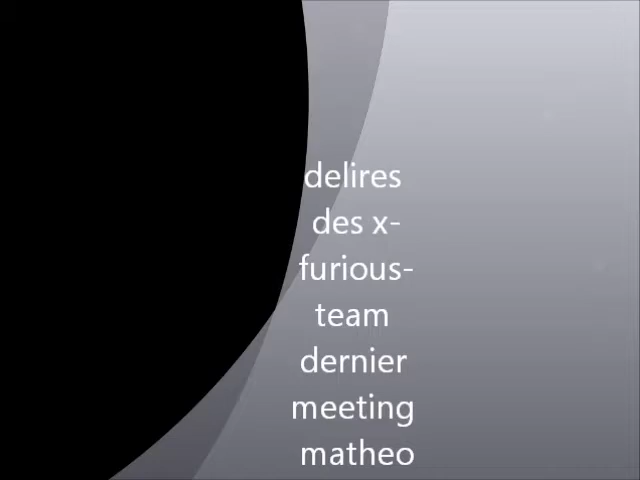 delires
des x-
furious-
team
dernier
meeting
matheo